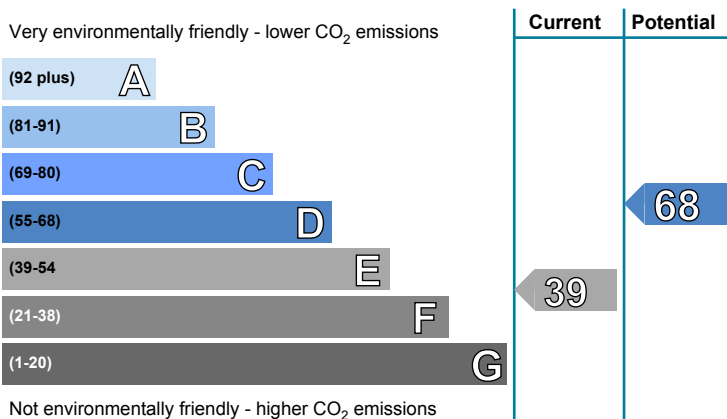 Current Potential
Very environmentally friendly - lower CO2 emissions
(92 plus) A
(81-91) B
(69-80) C
(55-68) D
68
(39-54 E
39
(21-38) F
(1-20) G
Not environmentally friendly - higher CO2 emissions